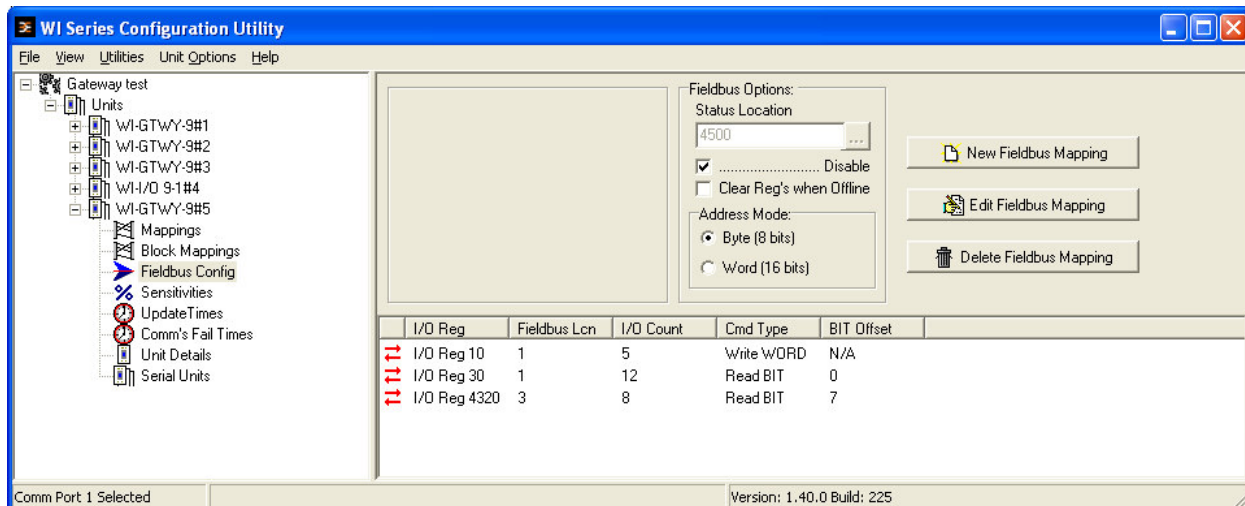 WI Series Configuration Utility
File View Utilities Unit Options Help
Gateway test
Units
WI-GTWY-9#1
WI-GTWY-9#2
WI-GTWY-9#3
WI-I/O 9-1#4
WI-GTWY-9#5
Mappings
Block Mappings
Fieldbus Config
Sensitivities
UpdateTimes
Comm's Fail Times
Unit Details
Serial Units
Fieldbus Options:
Status Location
4500 ...
............................ Disable
Clear Reg's when Offline
Address Mode:
Byte (8 bits)
Word (16 bits)
New Fieldbus Mapping
Edit Fieldbus Mapping
Delete Fieldbus Mapping
I/O Reg Fieldbus Lcn I/O Count Cmd Type BIT Offset
I/O Reg 10 1 5 Write WORD N/A
I/O Reg 30 1 12 Read BIT 0
I/O Reg 4320 3 8 Read BIT 7
Comm Port 1 Selected Version: 1.40.0 Build: 225